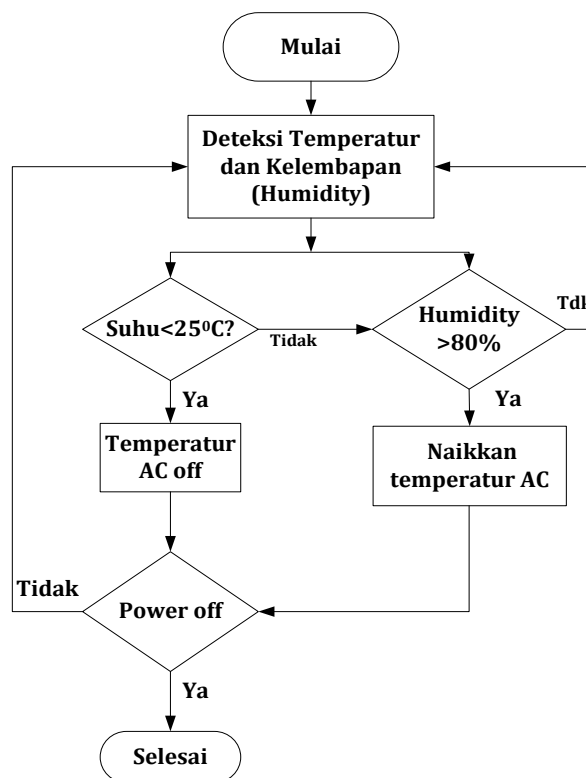 Mulai
Deteksi Temperatur
dan Kelembapan
(Humidity)
Suhu<25⁰C?
Tidak
Humidity
>80%
Tdk
Ya
Ya
Temperatur
AC off
Naikkan
temperatur AC
Tidak
Power off
Ya
Selesai